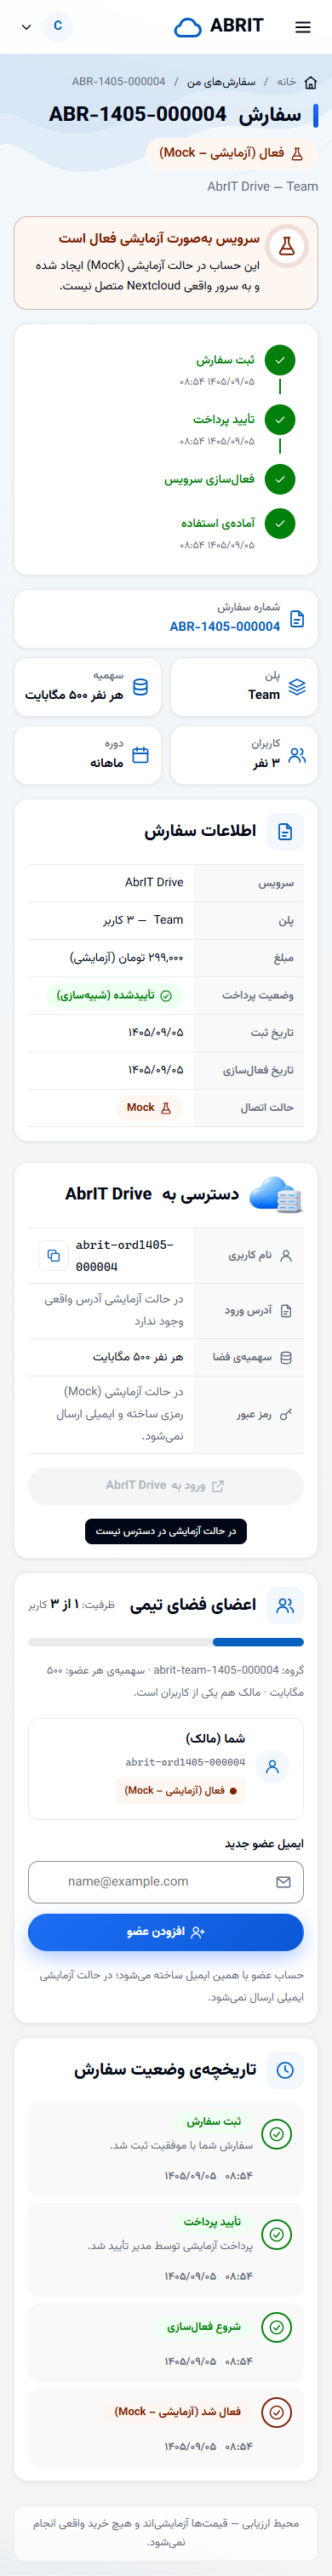 ABRIT
C
خانه / سفارش‌های من / ABR-1405-000004
سفارش ABR-1405-000004
فعال (آزمایشی – Mock)
AbrIT Drive — Team
سرویس به‌صورت آزمایشی فعال است
این حساب در حالت آزمایشی (Mock) ایجاد شده
و به سرور واقعی Nextcloud متصل نیست.
ثبت سفارش
۱۴۰۵/۰۹/۰۵ ۰۸:۵۴
تأیید پرداخت
۱۴۰۵/۰۹/۰۵ ۰۸:۵۴
فعال‌سازی سرویس
آماده‌ی استفاده
۱۴۰۵/۰۹/۰۵ ۰۸:۵۴
شماره سفارش
ABR-1405-000004
پلن
Team
سهمیه
هر نفر ۵۰۰ مگابایت
کاربران
۳ نفر
دوره
ماهانه
اطلاعات سفارش
سرویس
AbrIT Drive
پلن
Team — ۳ کاربر
مبلغ
۲۹۹,۰۰۰ تومان (آزمایشی)
وضعیت پرداخت
تأییدشده (شبیه‌سازی)
تاریخ ثبت
۱۴۰۵/۰۹/۰۵
تاریخ فعال‌سازی
۱۴۰۵/۰۹/۰۵
حالت اتصال
Mock
دسترسی به AbrIT Drive
نام کاربری
abrit-ord1405-
000004
آدرس ورود
در حالت آزمایشی آدرس واقعی
وجود ندارد
سهمیه‌ی فضا
هر نفر ۵۰۰ مگابایت
رمز عبور
در حالت آزمایشی (Mock)
رمزی ساخته و ایمیلی ارسال
نمی‌شود.
ورود به AbrIT Drive
در حالت آزمایشی در دسترس نیست
اعضای فضای تیمی
ظرفیت: ۱ از ۳ کاربر
گروه: abrit-team-1405-000004 · سهمیه‌ی هر عضو: ۵۰۰
مگابایت · مالک هم یکی از کاربران است.
شما (مالک)
abrit-ord1405-000004
فعال (آزمایشی – Mock)
ایمیل عضو جدید
name@example.com
افزودن عضو
حساب عضو با همین ایمیل ساخته می‌شود؛ در حالت آزمایشی
ایمیلی ارسال نمی‌شود.
تاریخچه‌ی وضعیت سفارش
ثبت سفارش
سفارش شما با موفقیت ثبت شد.
۱۴۰۵/۰۹/۰۵ ۰۸:۵۴
تأیید پرداخت
پرداخت آزمایشی توسط مدیر تأیید شد.
۱۴۰۵/۰۹/۰۵ ۰۸:۵۴
شروع فعال‌سازی
۱۴۰۵/۰۹/۰۵ ۰۸:۵۴
فعال شد (آزمایشی – Mock)
۱۴۰۵/۰۹/۰۵ ۰۸:۵۴
محیط ارزیابی — قیمت‌ها آزمایشی‌اند و هیچ خرید واقعی انجام
نمی‌شود.